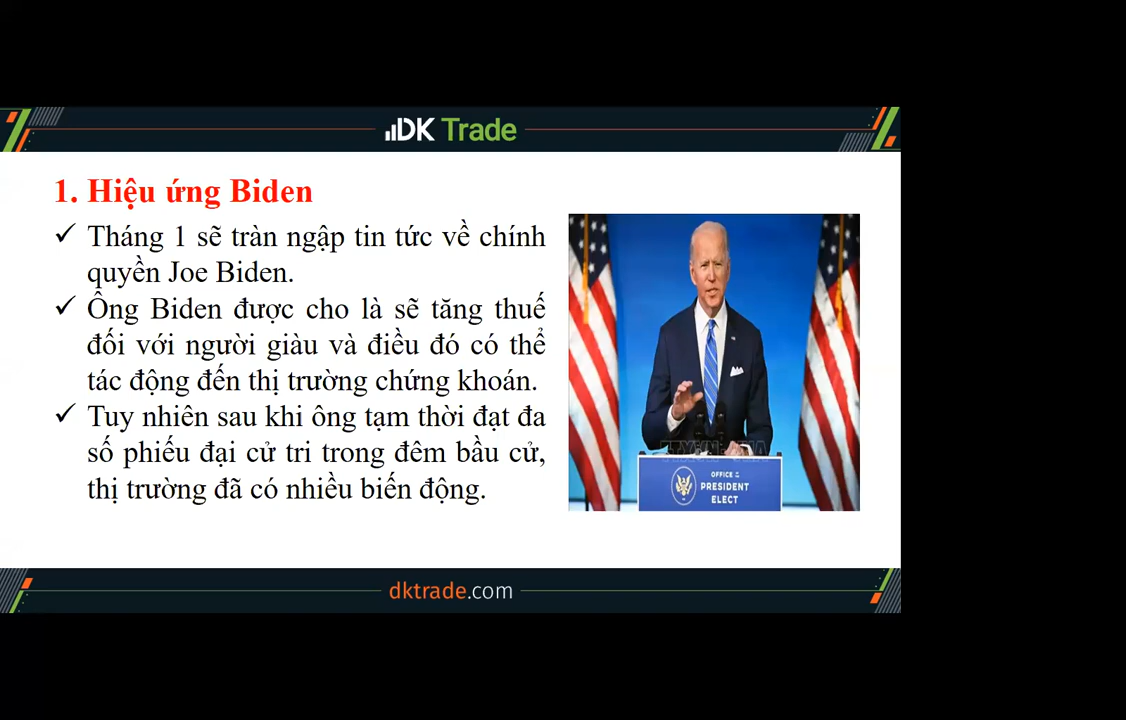 DK Trade
1. Hiệu ứng Biden
Tháng 1 sẽ tràn ngập tin tức về chính
quyền Joe Biden.
Ông Biden được cho là sẽ tăng thuế
đối với người giàu và điều đó có thể
tác động đến thị trường chứng khoán.
Tuy nhiên sau khi ông tạm thời đạt đa
số phiếu đại cử tri trong đêm bầu cử,
thị trường đã có nhiều biến động.
OFFICE OF THE
PRESIDENT
ELECT
dktrade.com